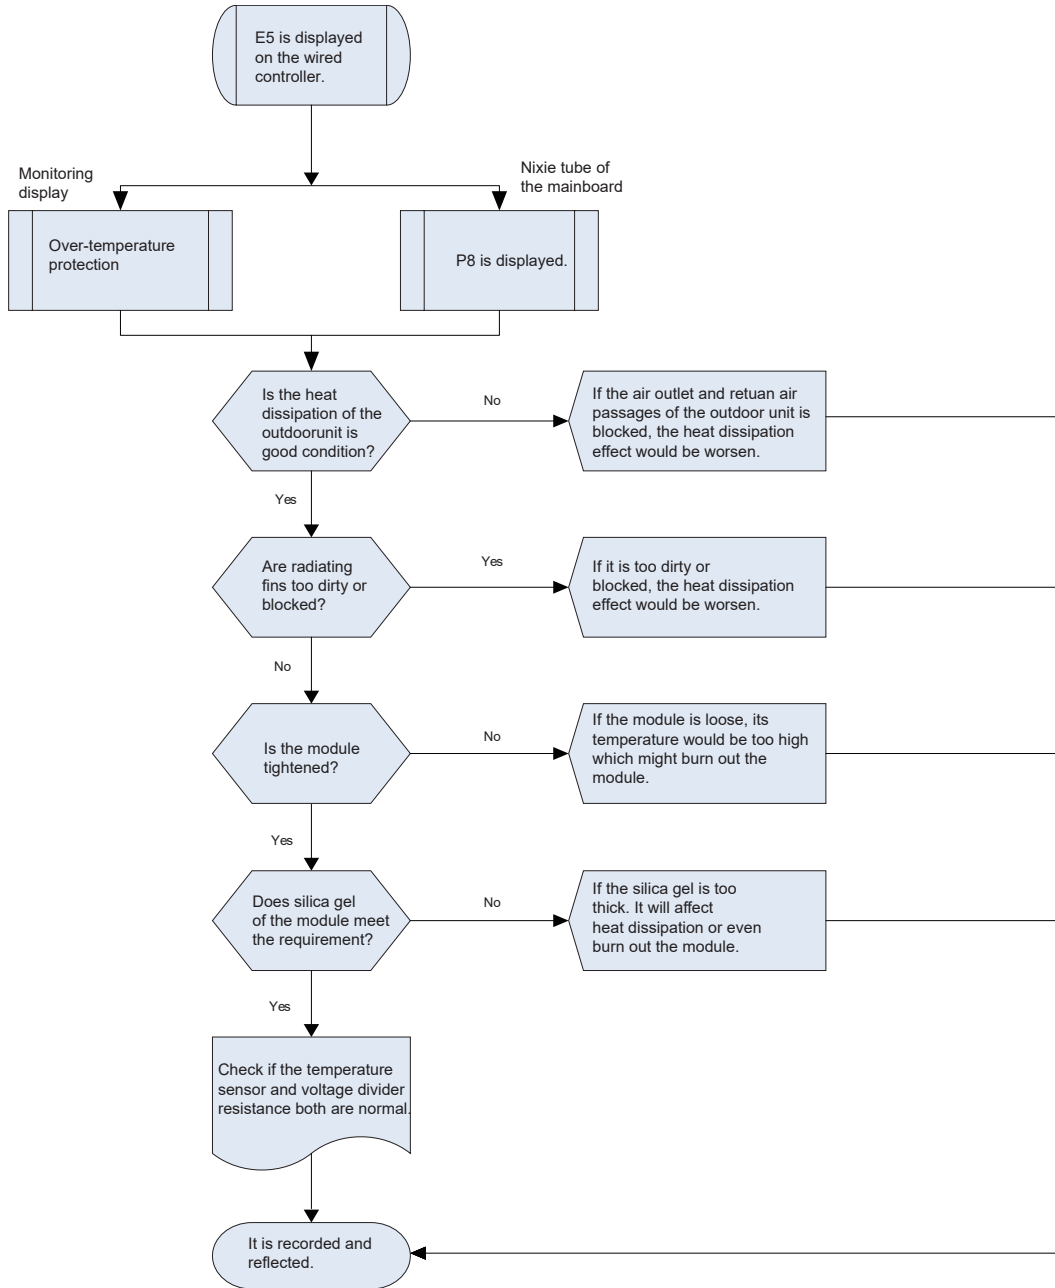 E5 is displayed
on the wired
controller.
Monitoring
display
Nixie tube of
the mainboard
Over-temperature
protection
P8 is displayed.
Is the heat
dissipation of the
outdoorunit is
good condition?
No
If the air outlet and retuan air
passages of the outdoor unit is
blocked, the heat dissipation
effect would be worsen.
Yes
Are radiating
fins too dirty or
blocked?
Yes
If it is too dirty or
blocked, the heat dissipation
effect would be worsen.
No
Is the module
tightened?
No
If the module is loose, its
temperature would be too high
which might burn out the
module.
Yes
Does silica gel
of the module meet
the requirement?
No
If the silica gel is too
thick. It will affect
heat dissipation or even
burn out the module.
Yes
Check if the temperature
sensor and voltage divider
resistance both are normal.
It is recorded and
reflected.